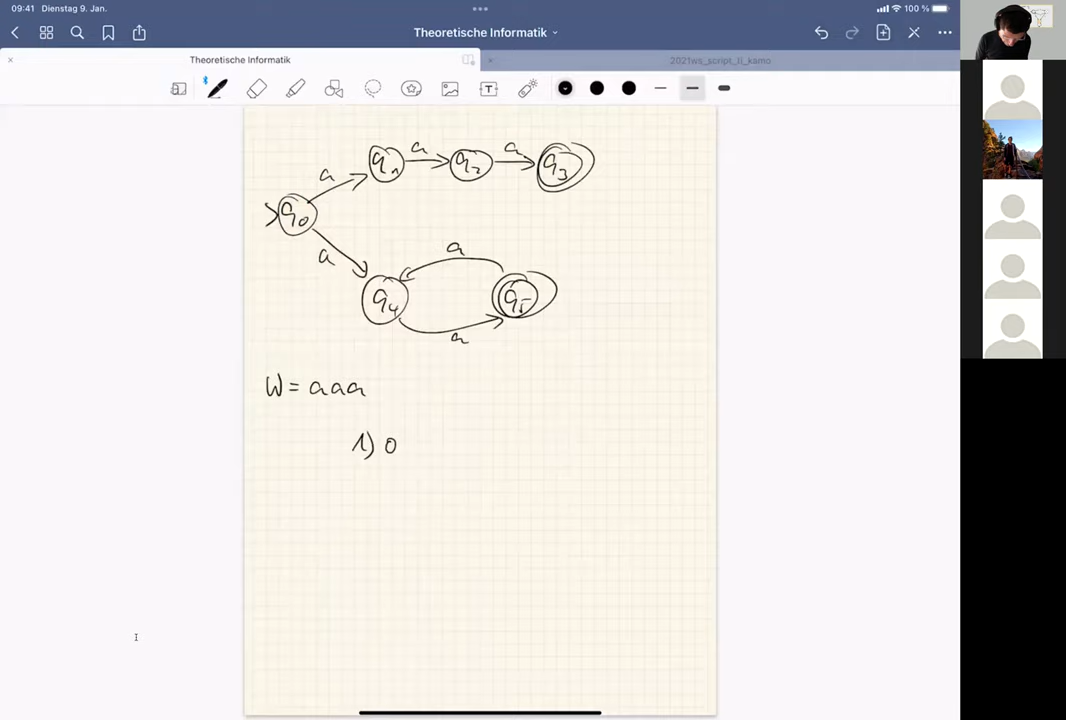 09:41 Dienstag 9. Jan.
100 %
Theoretische Informatik
Theoretische Informatik
2021ws_script_ti_kamo
a a a
q1 q2 q3
q0
a a
q4 q5
a
W = aaa
1) 0